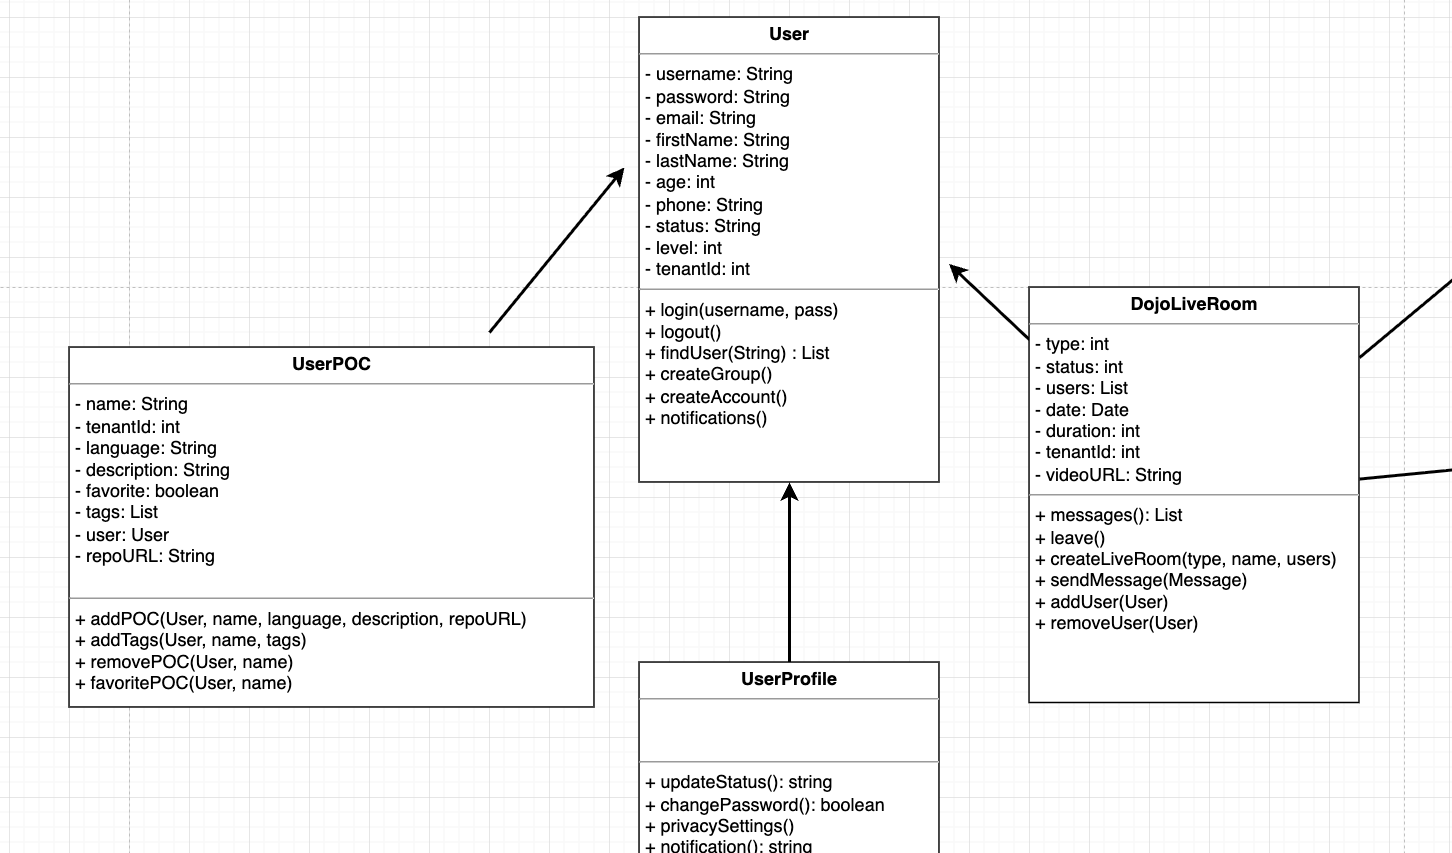 User
- username: String
- password: String
- email: String
- firstName: String
- lastName: String
- age: int
- phone: String
- status: String
- level: int
- tenantId: int
+ login(username, pass)
+ logout()
+ findUser(String) : List
+ createGroup()
+ createAccount()
+ notifications()
UserPOC
- name: String
- tenantId: int
- language: String
- description: String
- favorite: boolean
- tags: List
- user: User
- repoURL: String
+ addPOC(User, name, language, description, repoURL)
+ addTags(User, name, tags)
+ removePOC(User, name)
+ favoritePOC(User, name)
DojoLiveRoom
- type: int
- status: int
- users: List
- date: Date
- duration: int
- tenantId: int
- videoURL: String
+ messages(): List
+ leave()
+ createLiveRoom(type, name, users)
+ sendMessage(Message)
+ addUser(User)
+ removeUser(User)
UserProfile
+ updateStatus(): string
+ changePassword(): boolean
+ privacySettings()
+ notification(): string